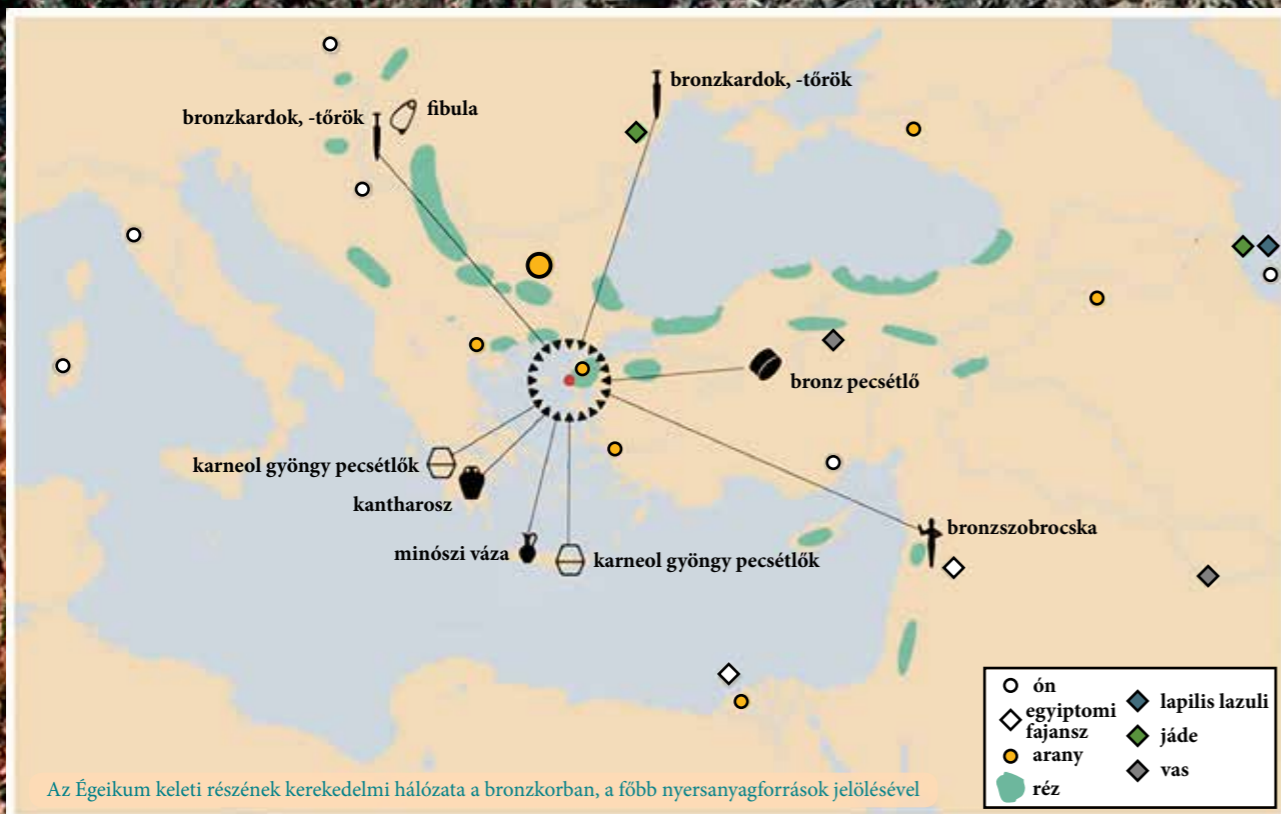 bronzkardok, -tőrök
bronzkardok, -tőrök
fibula
bronz pecsétlő
karneol gyöngy pecsétlők
kantharosz
bronzszobrocska
minószi váza
karneol gyöngy pecsétlők
ón
egyiptomi
fajansz
arany
réz
lapilis lazuli
jáde
vas
Az Égeikum keleti részének kerekedelmi hálózata a bronzkorban, a főbb nyersanyagforrások jelölésével